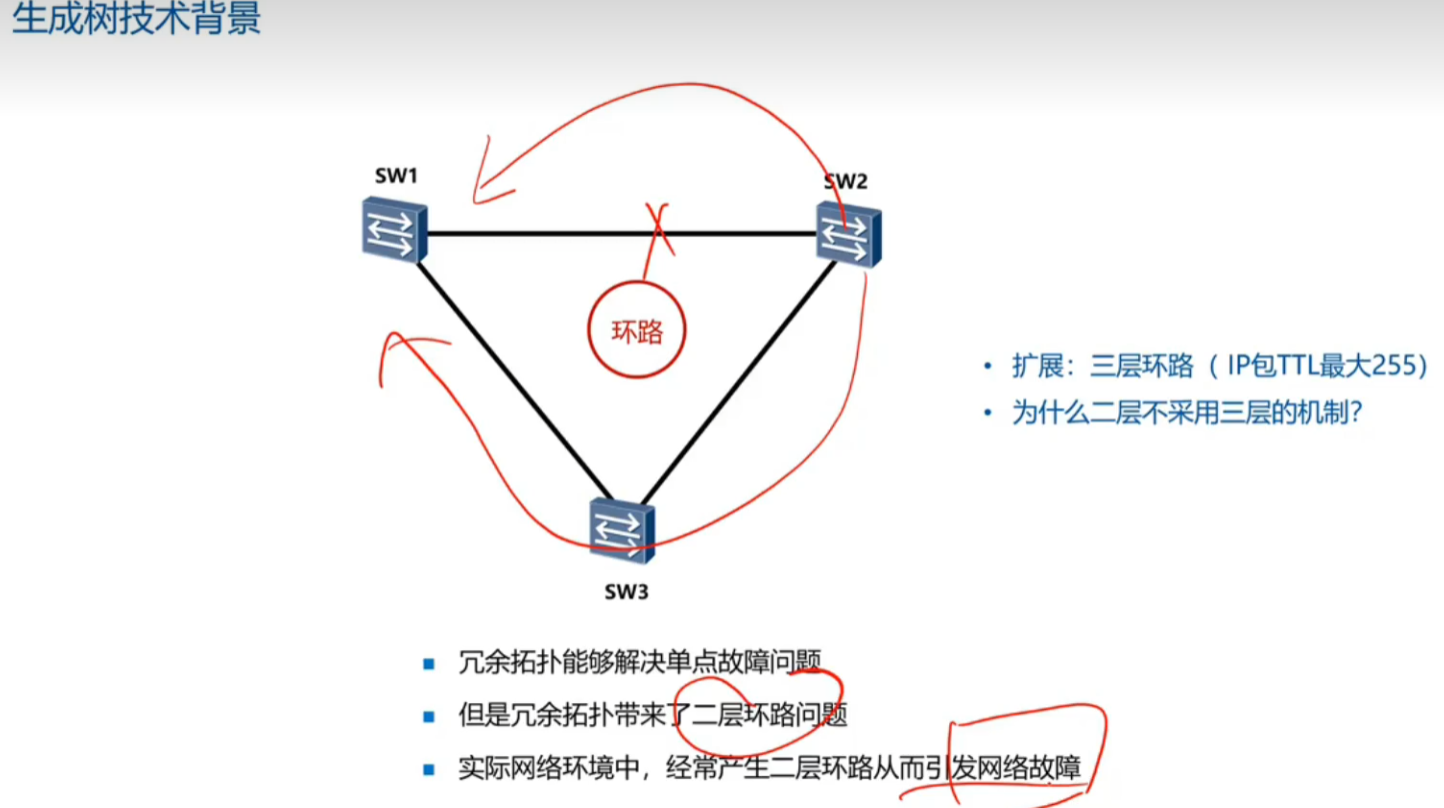 生成树技术背景
SW1
SW2
环路
• 扩展：三层环路（ IP包TTL最大255）
• 为什么二层不采用三层的机制?
SW3
■ 冗余拓扑能够解决单点故障问题
■ 但是冗余拓扑带来了二层环路问题
■ 实际网络环境中，经常产生二层环路从而引发网络故障